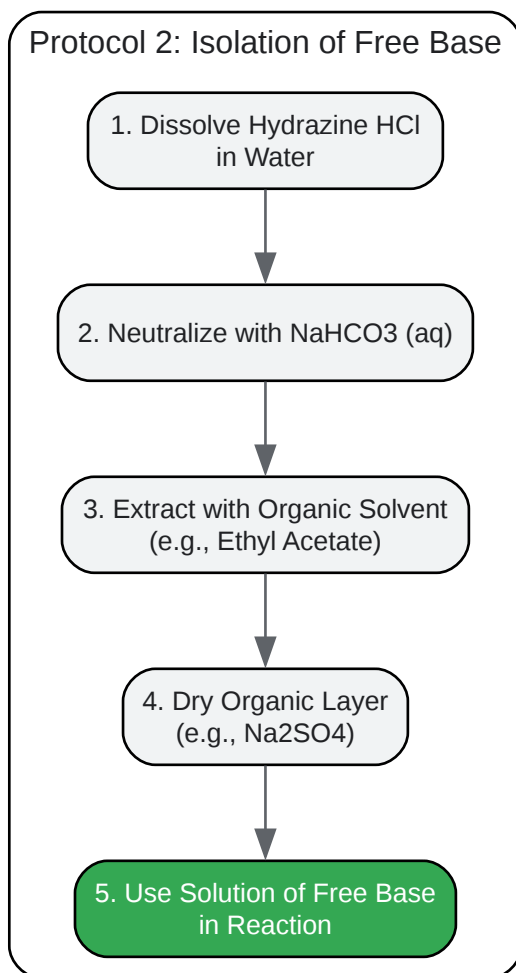 Protocol 2: Isolation of Free Base
1. Dissolve Hydrazine HCl
in Water
2. Neutralize with NaHCO3 (aq)
3. Extract with Organic Solvent
(e.g., Ethyl Acetate)
4. Dry Organic Layer
(e.g., Na2SO4)
5. Use Solution of Free Base
in Reaction